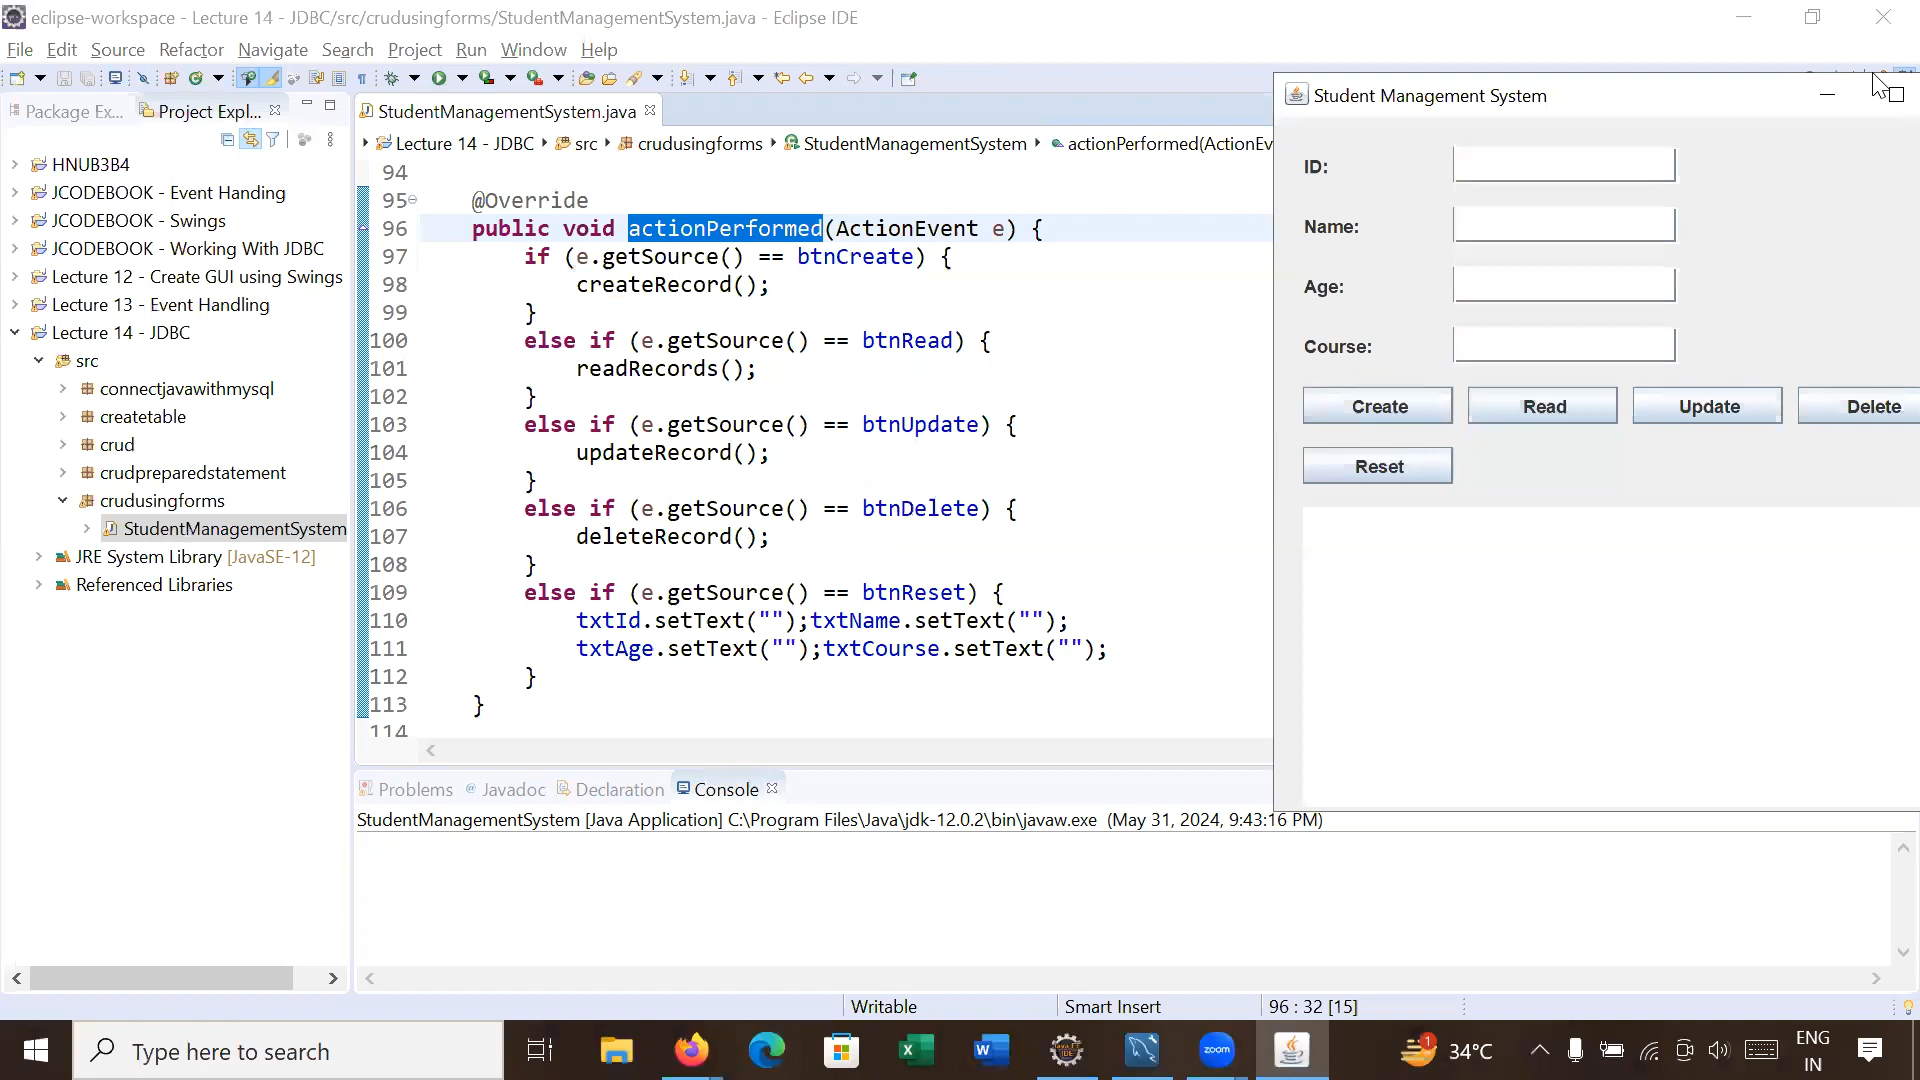 eclipse-workspace - Lecture 14 - JDBC/src/crudusingforms/StudentManagementSystem.java - Eclipse IDE
File Edit Source Refactor Navigate Search Project Run Window Help
Package Ex... Project Expl...
StudentManagementSystem.java
Lecture 14 - JDBC src crudusingforms StudentManagementSystem actionPerformed(ActionEv
HNUB3B4
JCODEBOOK - Event Handing
JCODEBOOK - Swings
JCODEBOOK - Working With JDBC
Lecture 12 - Create GUI using Swings
Lecture 13 - Event Handling
Lecture 14 - JDBC
src
connectjavawithmysql
createtable
crud
crudpreparedstatement
crudusingforms
StudentManagementSystem
JRE System Library [JavaSE-12]
Referenced Libraries
94
95 @Override
96 public void actionPerformed(ActionEvent e) {
97 if (e.getSource() == btnCreate) {
98 createRecord();
99 }
100 else if (e.getSource() == btnRead) {
101 readRecords();
102 }
103 else if (e.getSource() == btnUpdate) {
104 updateRecord();
105 }
106 else if (e.getSource() == btnDelete) {
107 deleteRecord();
108 }
109 else if (e.getSource() == btnReset) {
110 txtId.setText("");txtName.setText("");
111 txtAge.setText("");txtCourse.setText("");
112 }
113 }
114
Student Management System
ID:
Name:
Age:
Course:
Create Read Update Delete
Reset
Problems Javadoc Declaration Console
StudentManagementSystem [Java Application] C:\Program Files\Java\jdk-12.0.2\bin\javaw.exe (May 31, 2024, 9:43:16 PM)
Writable Smart Insert 96 : 32 [15]
Type here to search
zoom
1
34°C
ENG
IN